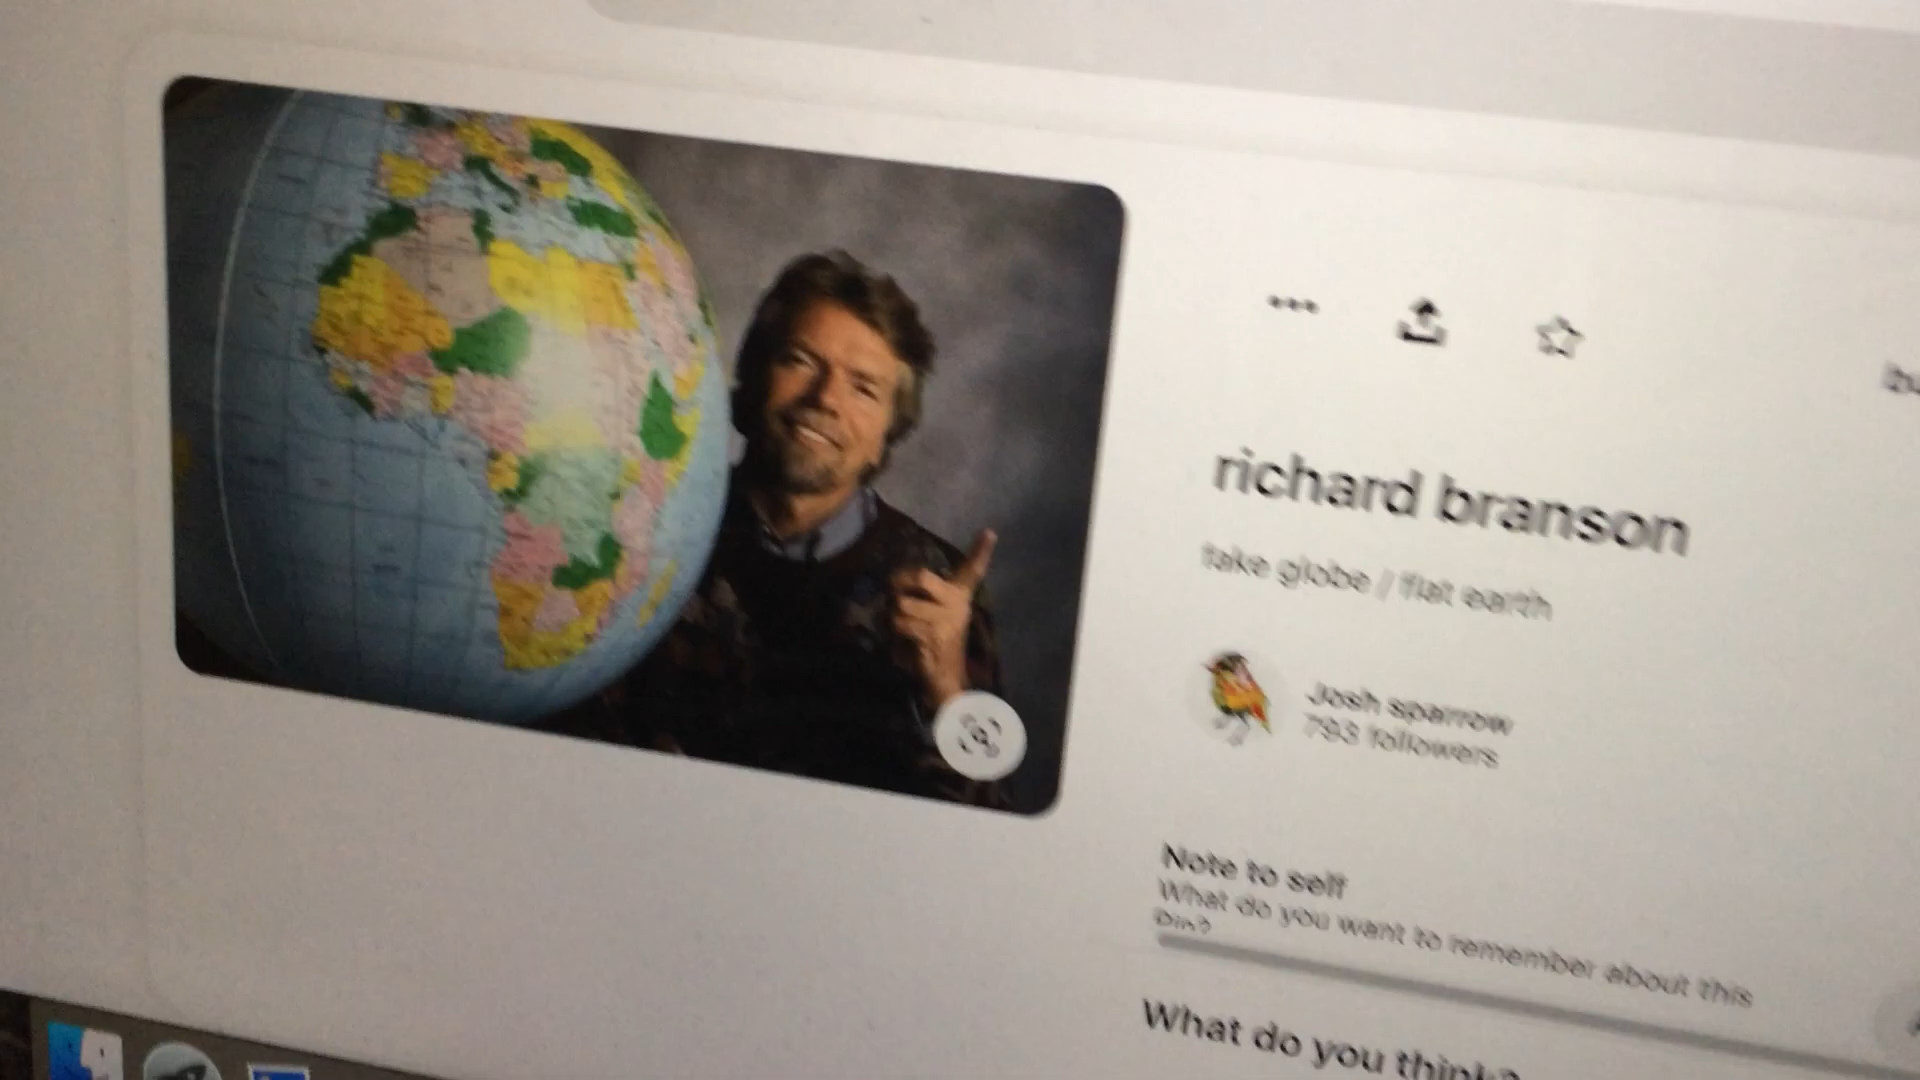 richard branson
fake globe / flat earth
Josh sparrow
793 followers
Note to self
What do you want to remember about this
Pin?
What do you think?